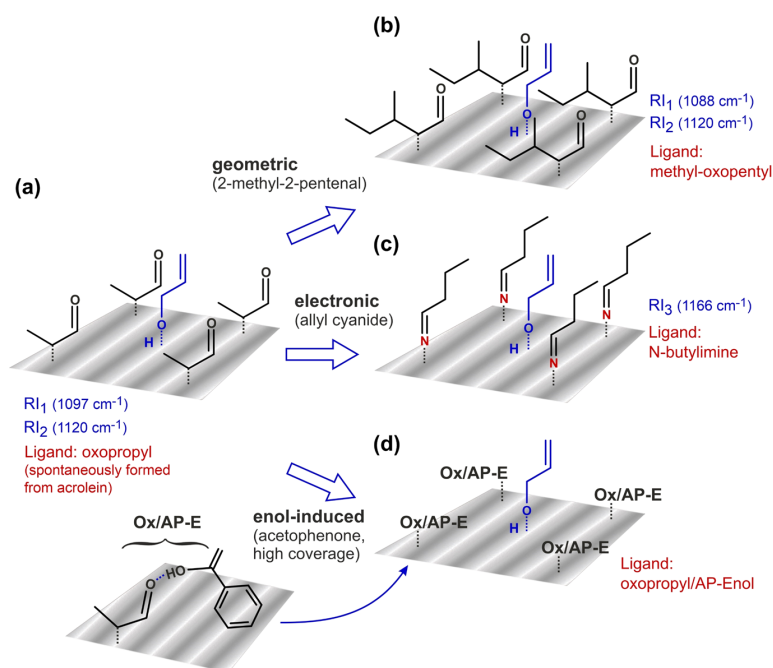 (b)
O
O
O
O
O
H
RI1 (1088 cm-1)
RI2 (1120 cm-1)
Ligand:
methyl-oxopentyl
geometric
(2-methyl-2-pentenal)
(a)
O
O
O
O
O
H
RI1 (1097 cm-1)
RI2 (1120 cm-1)
Ligand: oxopropyl
(spontaneously formed
from acrolein)
(c)
electronic
(allyl cyanide)
N
N
N
N
O
H
RI3 (1166 cm-1)
Ligand:
N-butylimine
(d)
enol-induced
(acetophenone,
high coverage)
Ox/AP-E
Ox/AP-E
Ox/AP-E
Ox/AP-E
O
H
Ligand:
oxopropyl/AP-Enol
Ox/AP-E
O
HO